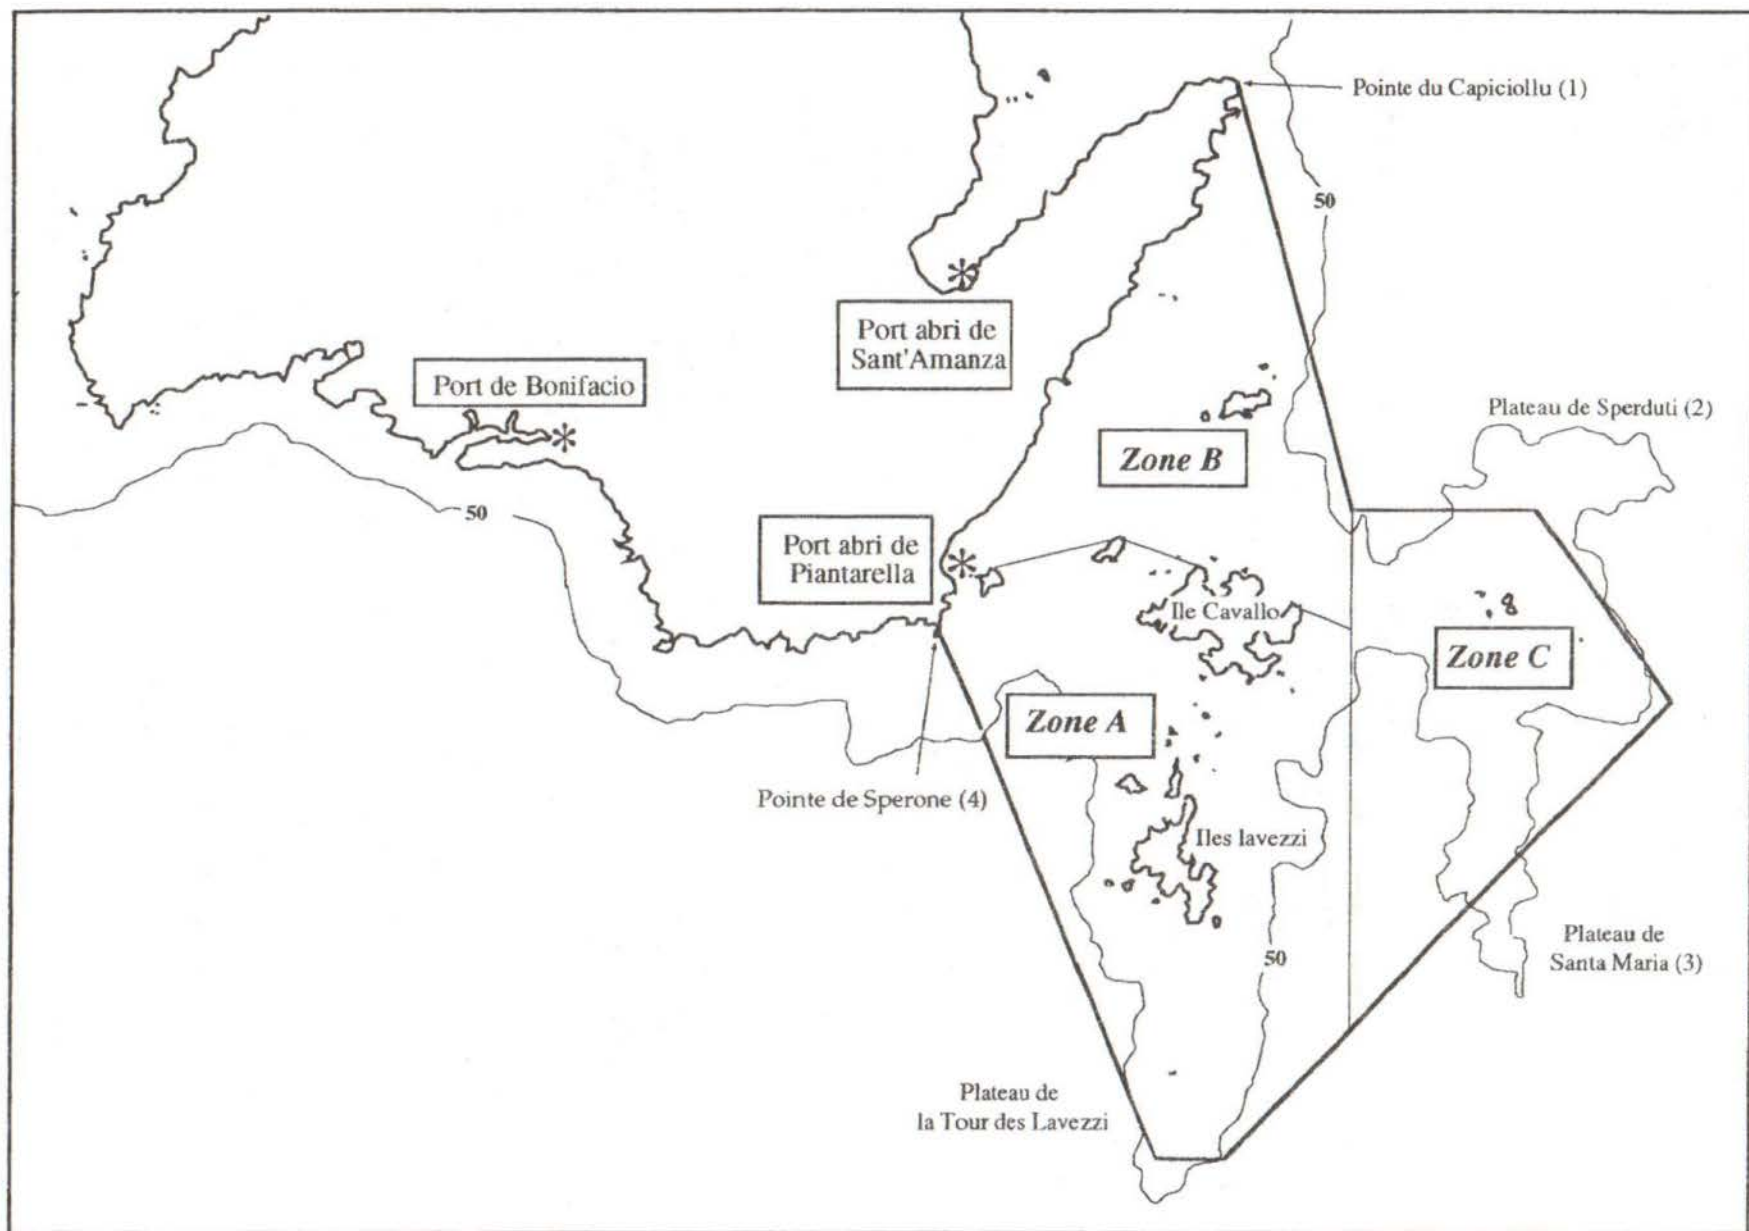 Pointe du Capiciollu (1)
50
Port abri de
Sant'Amanza
Port de Bonifacio
Plateau de Sperduti (2)
Zone B
50
Port abri de
Piantarella
Ile Cavallo
Zone C
Zone A
Pointe de Sperone (4)
Iles lavezzi
Plateau de
Santa Maria (3)
50
Plateau de
la Tour des Lavezzi